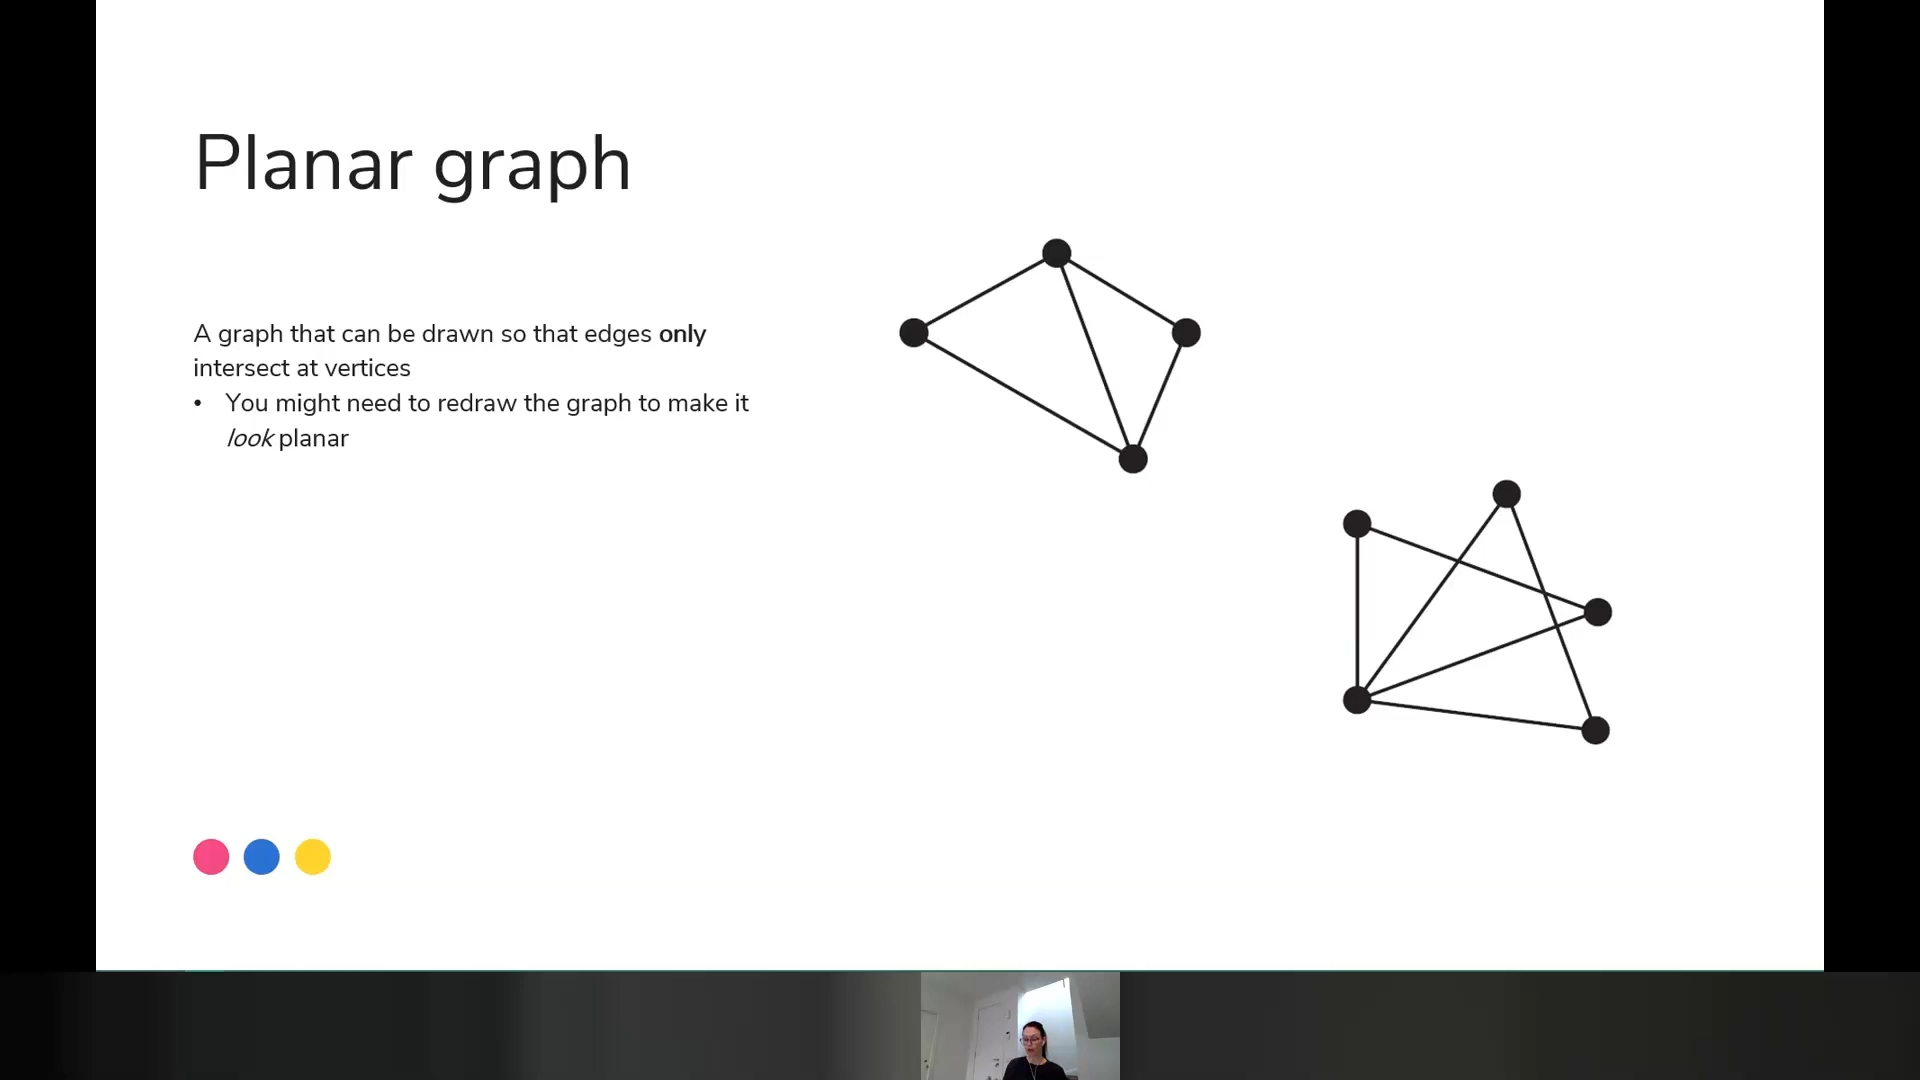 Planar graph
A graph that can be drawn so that edges only
intersect at vertices
• You might need to redraw the graph to make it
look planar